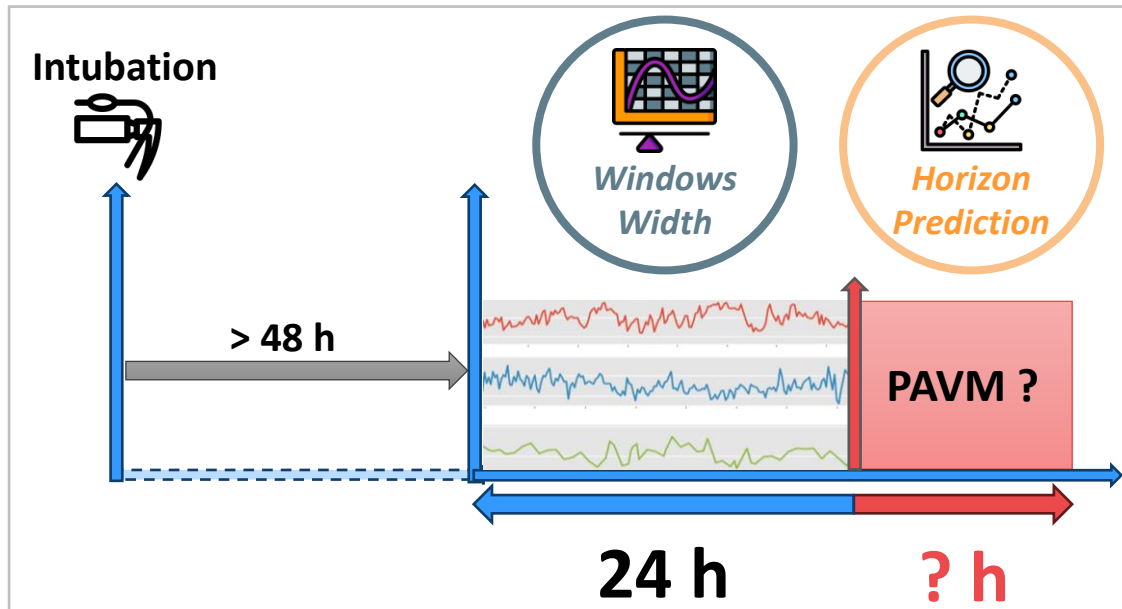 Intubation
Windows
Width
Horizon
Prediction
> 48 h
PAVM ?
24 h
? h